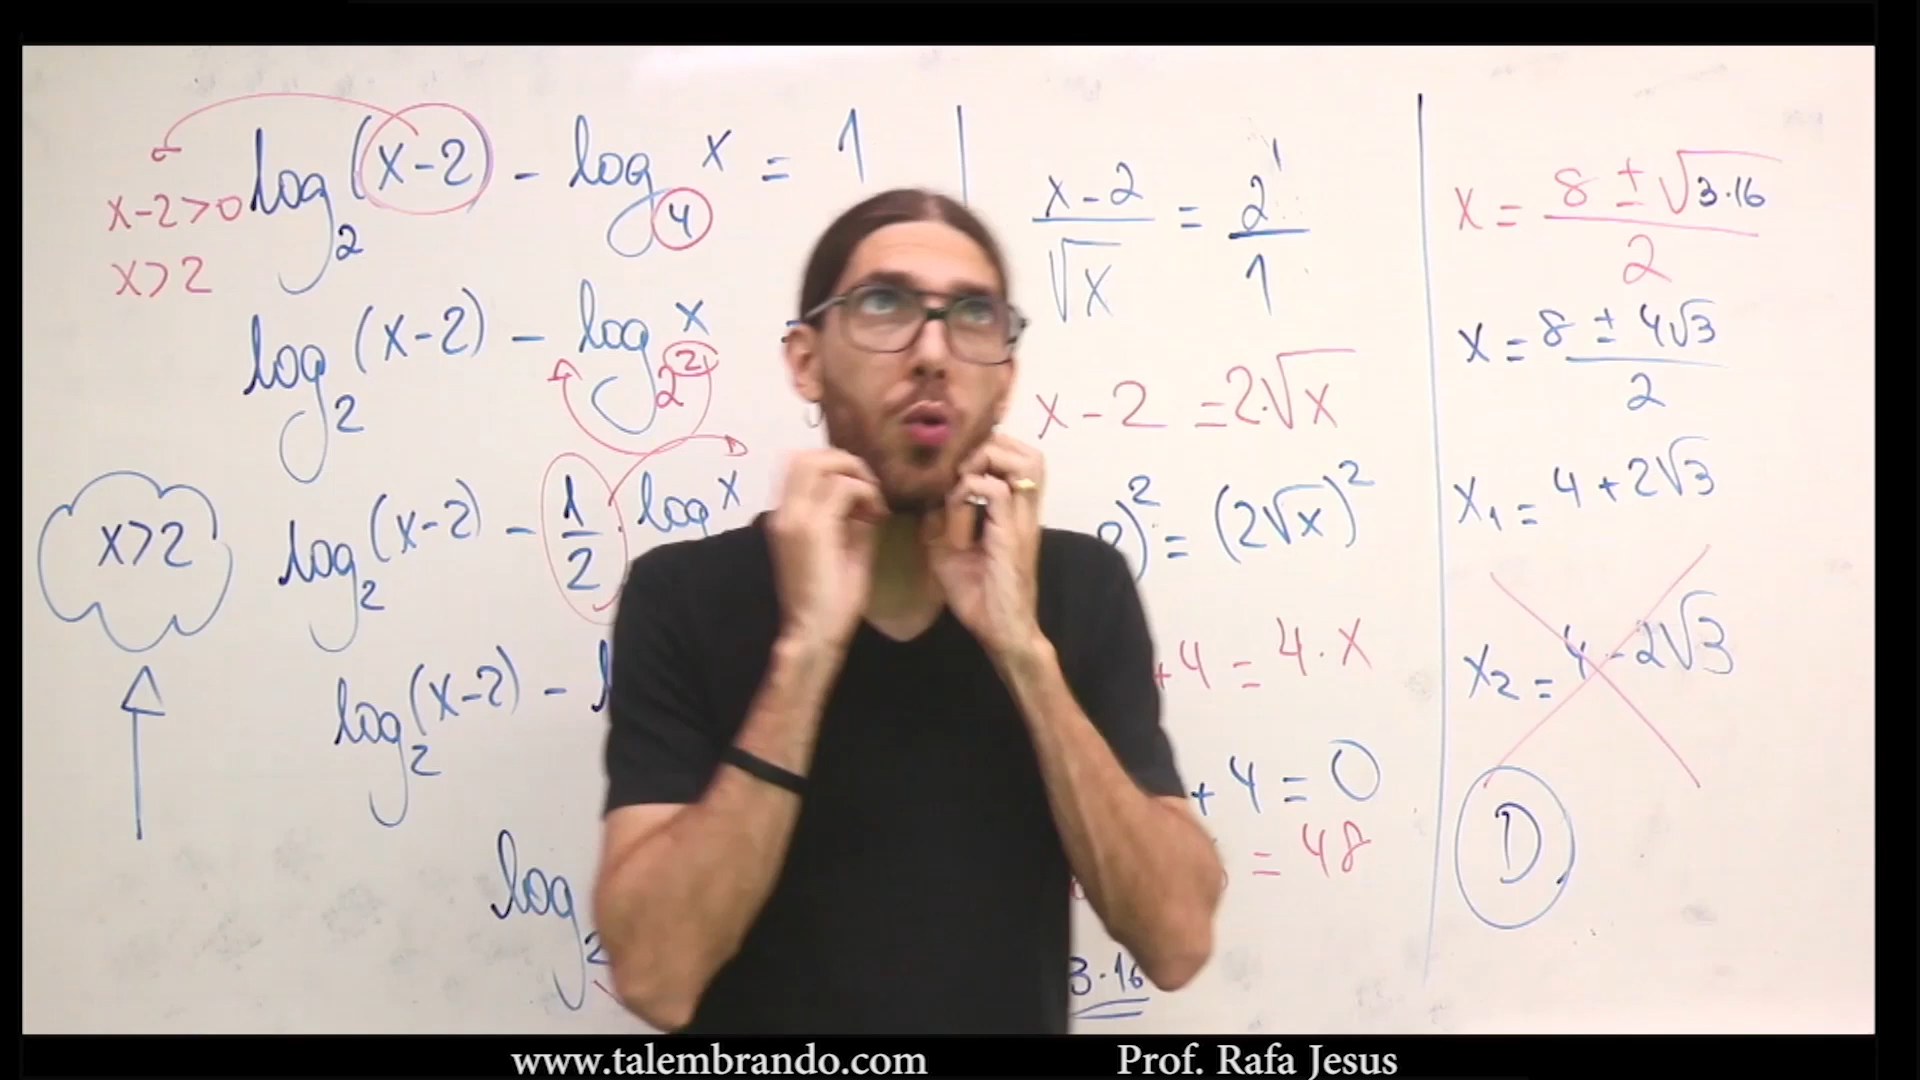 log₂(x-2) - log₄ x = 1
x-2>0
x>2
log₂(x-2) - log_2² x
x>2
log₂(x-2) - 1/2 · log x
log₂(x-2) -
log₂
(x-2)/√x = 2¹/1
x-2 = 2·√x
)² = (2√x)²
+4 = 4·x
+4 = 0
= 48
3·16
x = (8 ± √3·16)/2
x = (8 ± 4√3)/2
x₁ = 4 + 2√3
x₂ = 4 - 2√3
D
www.talembrando.com Prof. Rafa Jesus